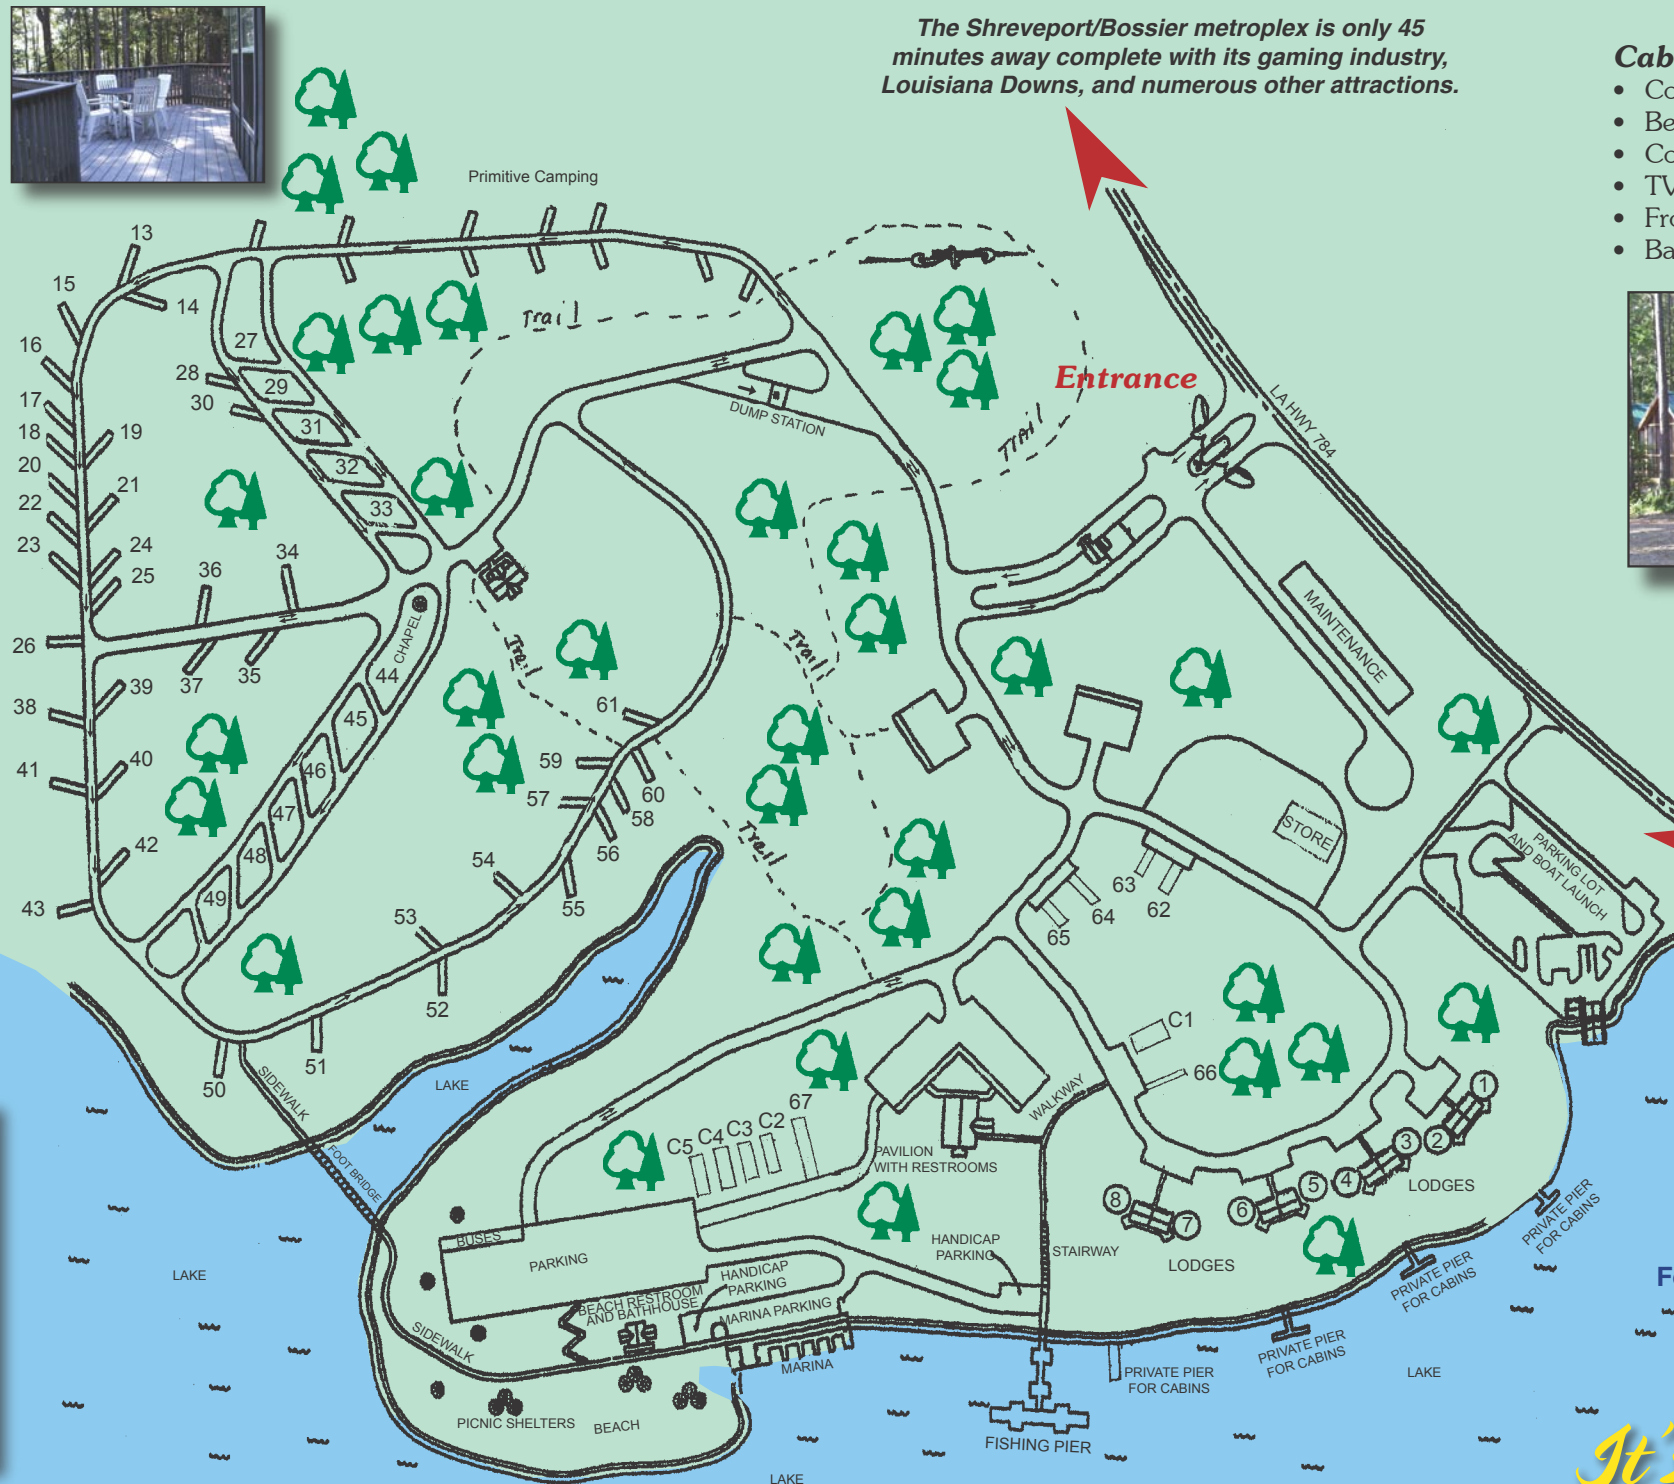 The Shreveport/Bossier metroplex is only 45
minutes away complete with its gaming industry,
Louisiana Downs, and numerous other attractions.
Primitive Camping
13
15
14
16
27
28
29
30
17
31
18
19
20
32
21
22
33
23
24
25
34
36
26
37
35
CHAPEL
44
39
38
45
40
41
46
47
42
48
43
49
Trail
Trail
Trail
Trail
Trail
DUMP STATION
Entrance
LA HWY 784
MAINTENANCE
STORE
PARKING LOT
AND BOAT LAUNCH
61
59
60
57
58
56
54
55
53
52
51
50
63
62
64
65
C1
66
SIDEWALK
FOOT BRIDGE
LAKE
67
C2
C3
C4
C5
WALKWAY
PAVILION
WITH RESTROOMS
1
2
3
4
5
6
7
8
LODGES
LODGES
STAIRWAY
HANDICAP
PARKING
BUSES
PARKING
HANDICAP
PARKING
BEACH RESTROOM
AND BATHHOUSE
MARINA PARKING
SIDEWALK
MARINA
PICNIC SHELTERS
BEACH
FISHING PIER
PRIVATE PIER
FOR CABINS
PRIVATE PIER
FOR CABINS
PRIVATE PIER
FOR CABINS
PRIVATE PIER
FOR CABINS
LAKE
LAKE
LAKE
Cab
Co
Be
Co
TV
Fro
Ba
It's